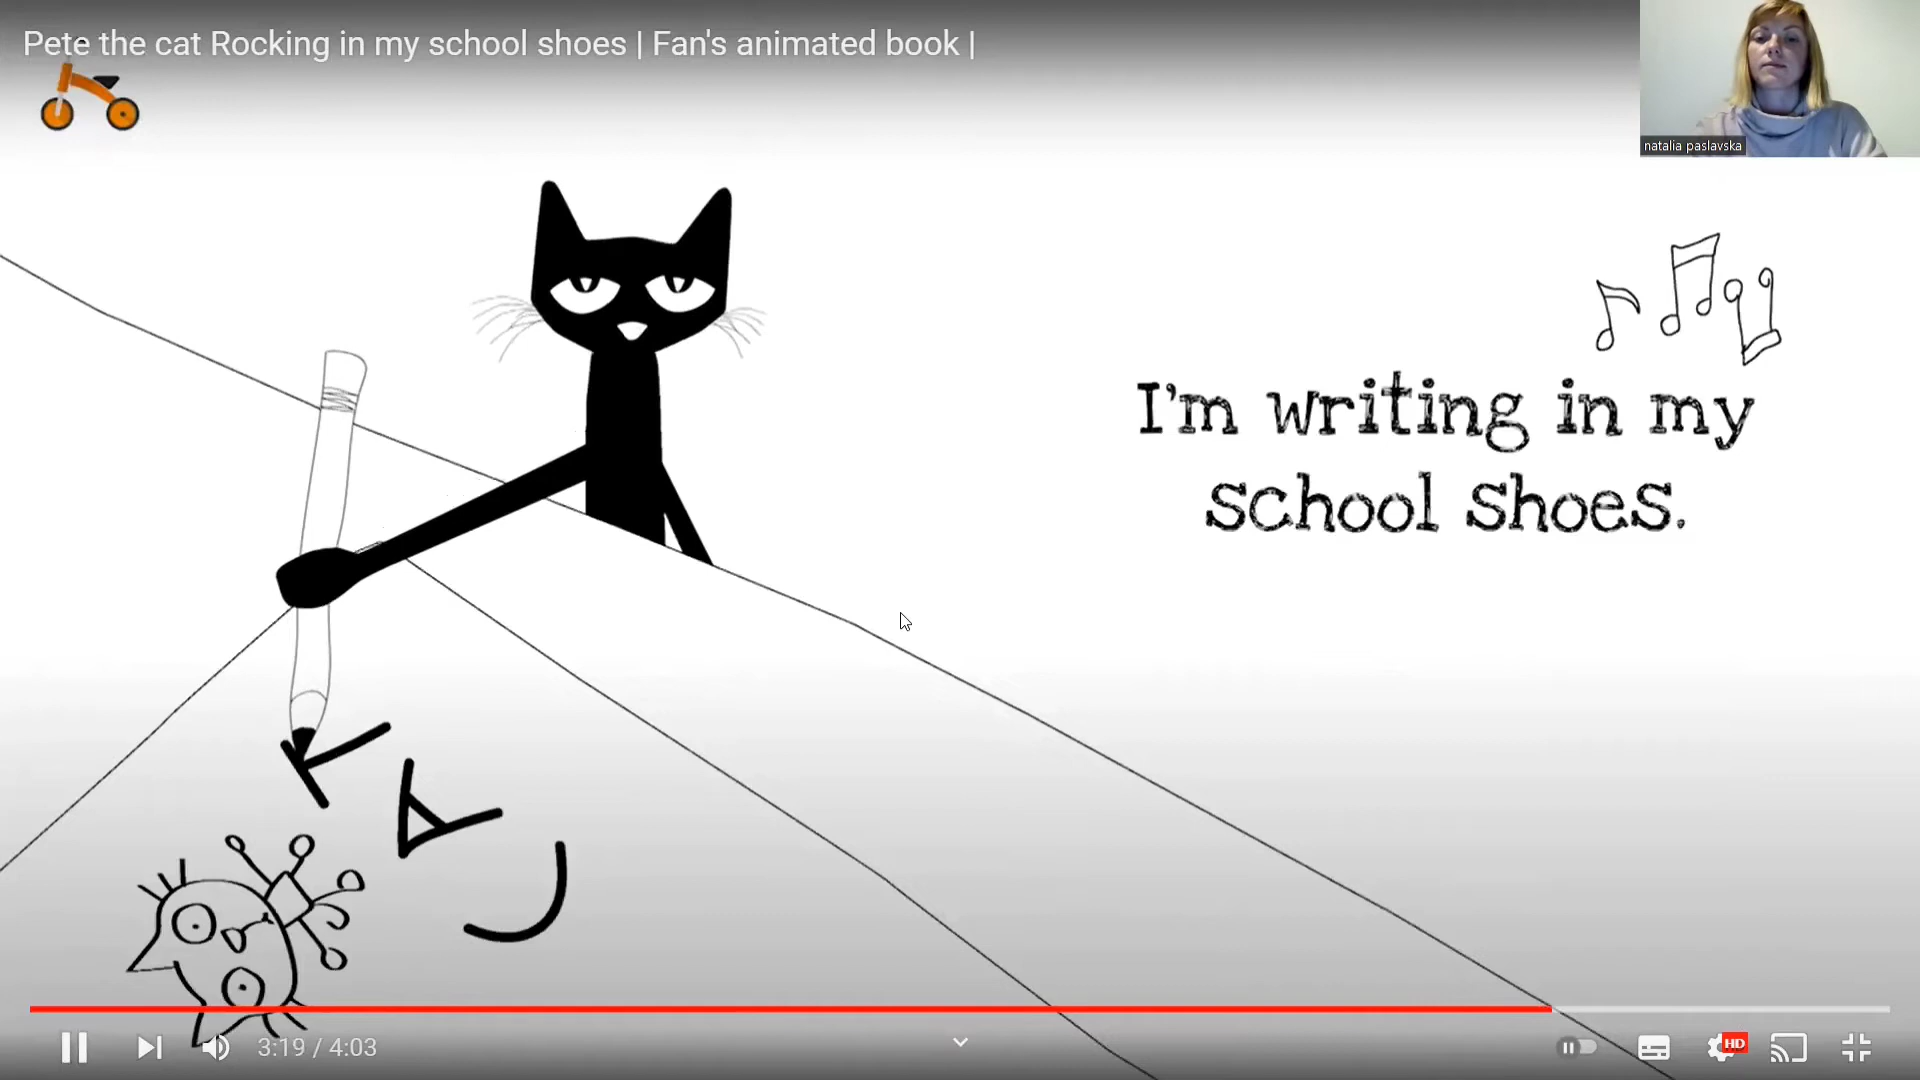 Pete the cat Rocking in my school shoes | Fan's animated book |
natalia paslavska
I'm writing in my
school shoes.
CAT
3:19 / 4:03
HD